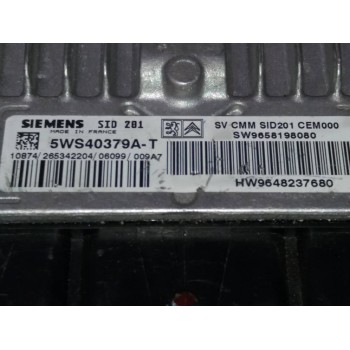 SIEMENS SID 201
MADE IN FRANCE
5WS40379A-T
10874/265342204/06099/009A7
SV CMM SID201 CEM000
SW9658198080
HW9648237680